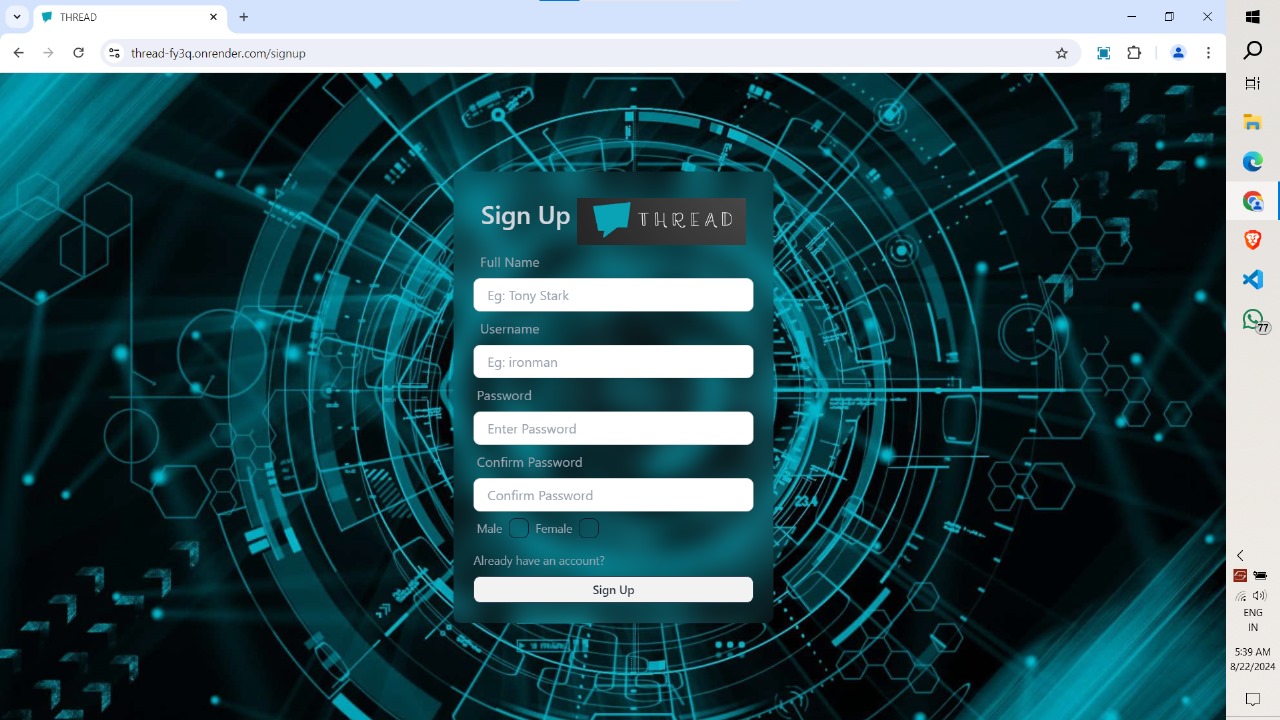 THREAD
thread-fy3q.onrender.com/signup
Sign Up THREAD
Full Name
Eg: Tony Stark
Username
Eg: ironman
Password
Enter Password
Confirm Password
Confirm Password
Male Female
Already have an account?
Sign Up
234
77
ENG
IN
5:39 AM
8/22/2024